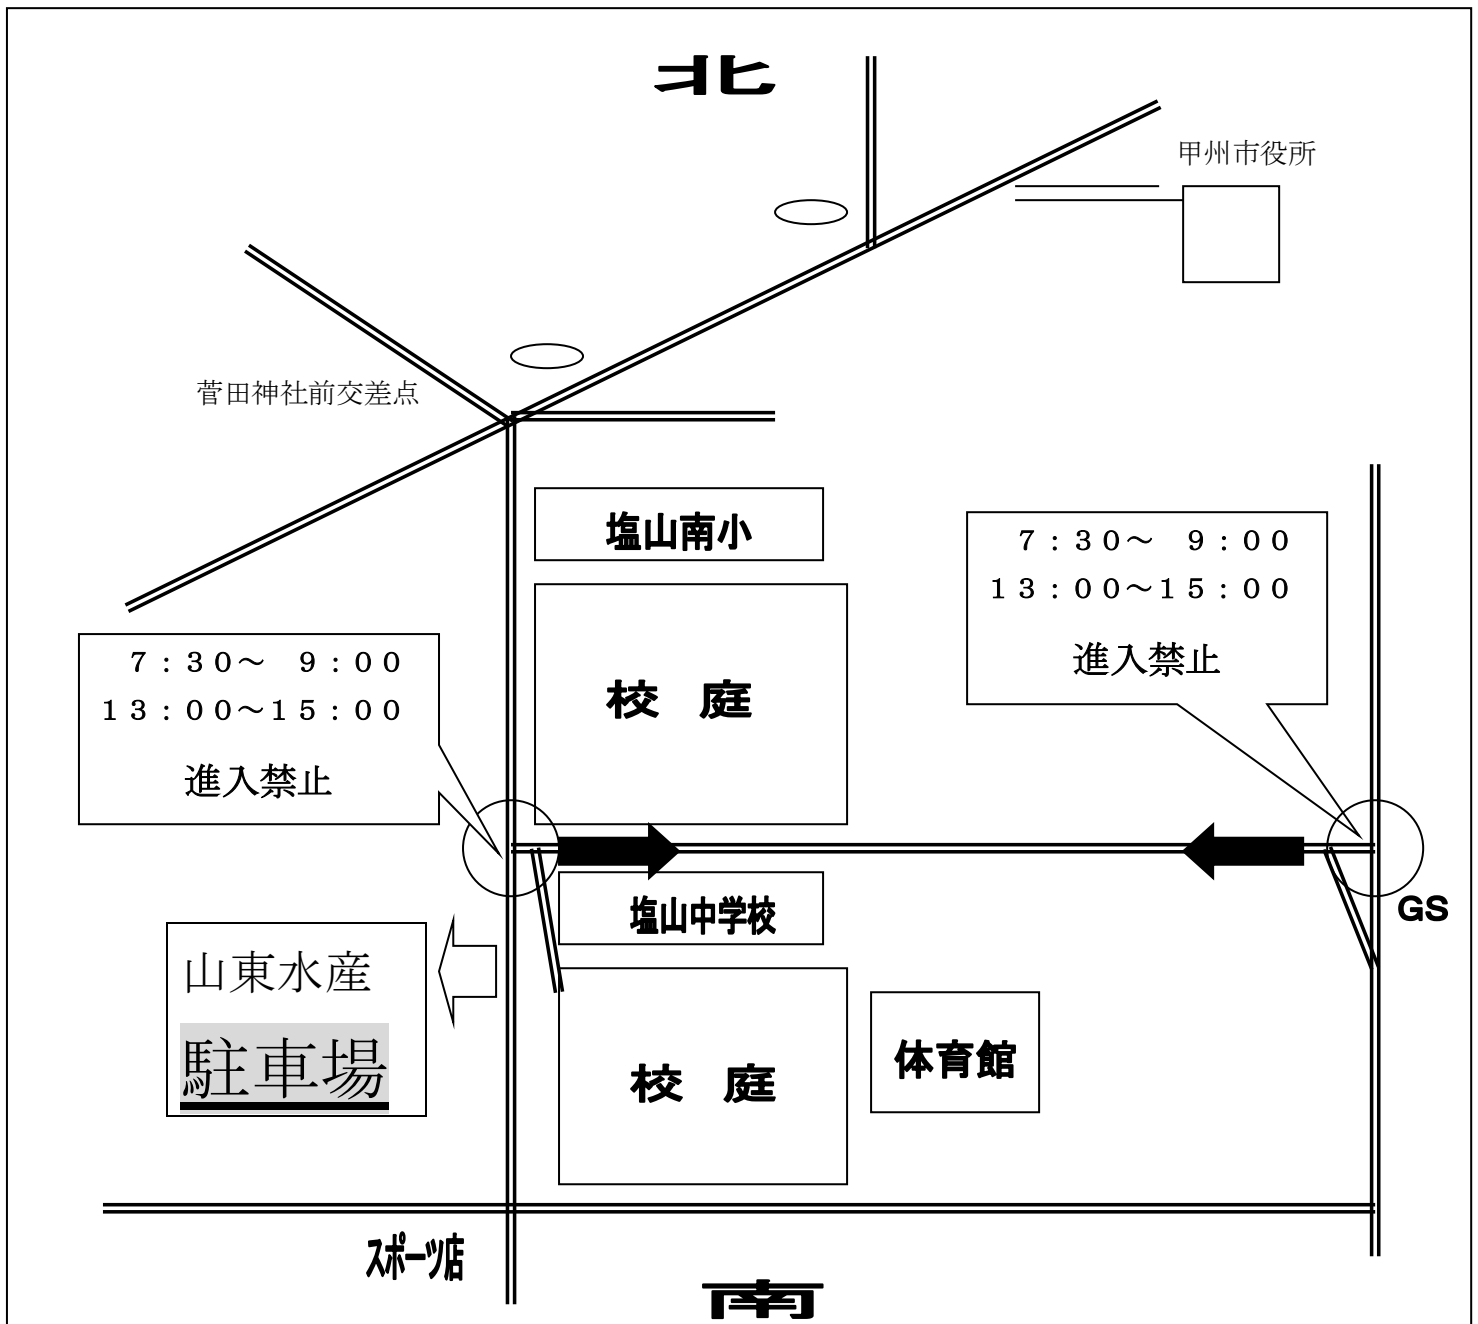 北
甲州市役所
菅田神社前交差点
塩山南小
７：３０～　９：００
１３：００～１５：００
進入禁止
７：３０～　９：００
１３：００～１５：００
進入禁止
校　庭
塩山中学校
GS
山東水産
駐車場
校　庭
体育館
スポーツ店
南